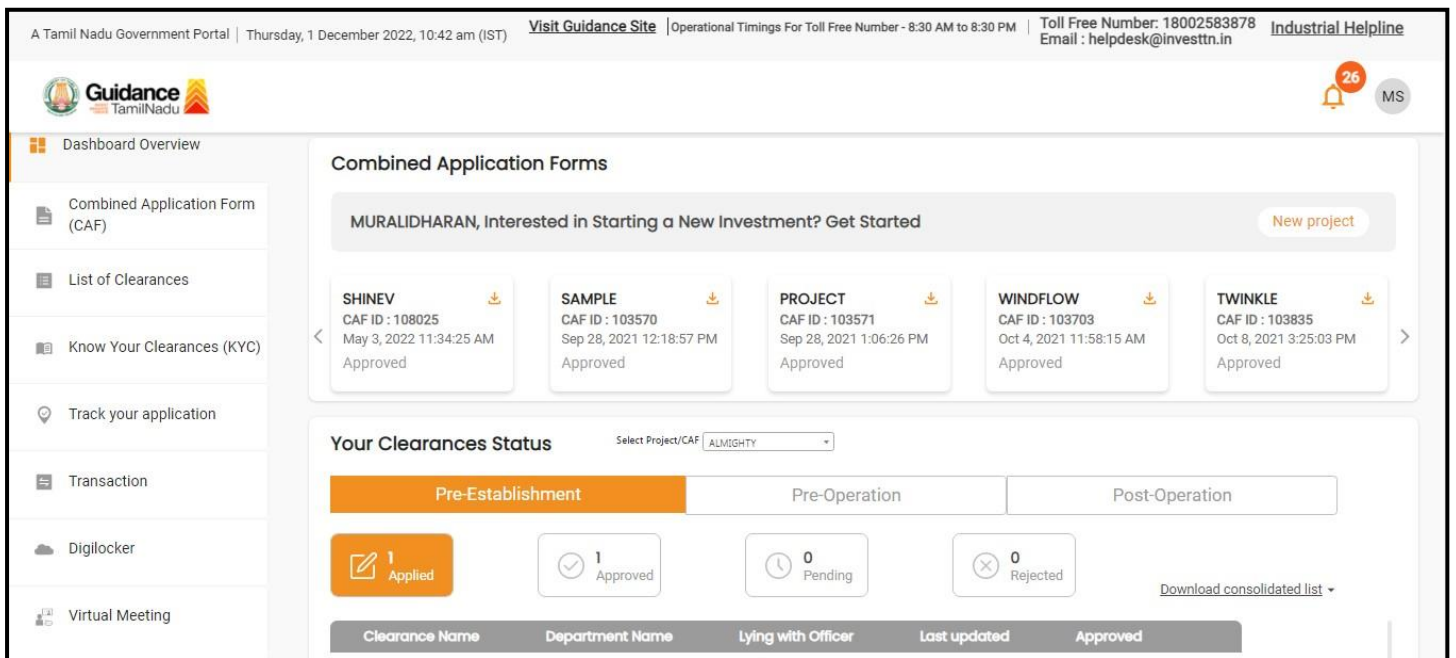 A Tamil Nadu Government Portal | Thursday, 1 December 2022, 10:42 am (IST) Visit Guidance Site | Operational Timings For Toll Free Number - 8:30 AM to 8:30 PM | Toll Free Number: 18002583878 Industrial Helpline
Email : helpdesk@investtn.in
Guidance
TamilNadu
26
MS
Dashboard Overview
Combined Application Form
(CAF)
List of Clearances
Know Your Clearances (KYC)
Track your application
Transaction
Digilocker
Virtual Meeting
Combined Application Forms
MURALIDHARAN, Interested in Starting a New Investment? Get Started New project
SHINEV
CAF ID : 108025
May 3, 2022 11:34:25 AM
Approved
SAMPLE
CAF ID : 103570
Sep 28, 2021 12:18:57 PM
Approved
PROJECT
CAF ID : 103571
Sep 28, 2021 1:06:26 PM
Approved
WINDFLOW
CAF ID : 103703
Oct 4, 2021 11:58:15 AM
Approved
TWINKLE
CAF ID : 103835
Oct 8, 2021 3:25:03 PM
Approved
Your Clearances Status Select Project/CAF ALMIGHTY
Pre-Establishment Pre-Operation Post-Operation
1
Applied
1
Approved
0
Pending
0
Rejected
Download consolidated list
Clearance Name Department Name Lying with Officer Last updated Approved